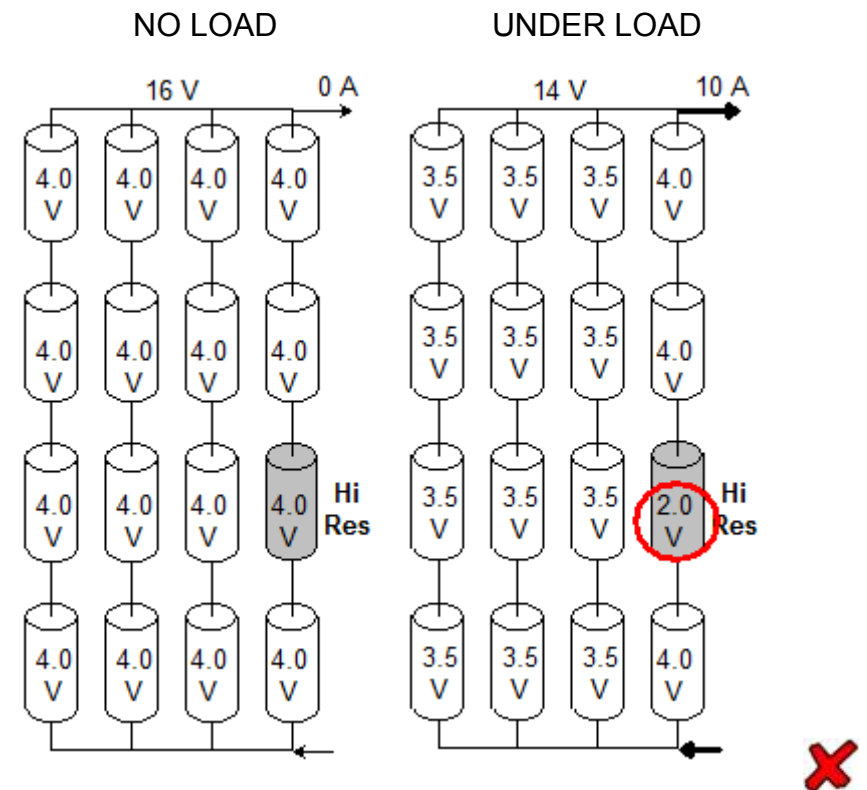 NO LOAD
UNDER LOAD
16 V
0 A
14 V
10 A
4.0 4.0 4.0 4.0
V V V V
3.5 3.5 3.5 4.0
V V V V
4.0 4.0 4.0 4.0
V V V V
3.5 3.5 3.5 4.0
V V V V
4.0 4.0 4.0 4.0 Hi
V V V V Res
3.5 3.5 3.5 2.0 Hi
V V V V Res
4.0 4.0 4.0 4.0
V V V V
3.5 3.5 3.5 4.0
V V V V